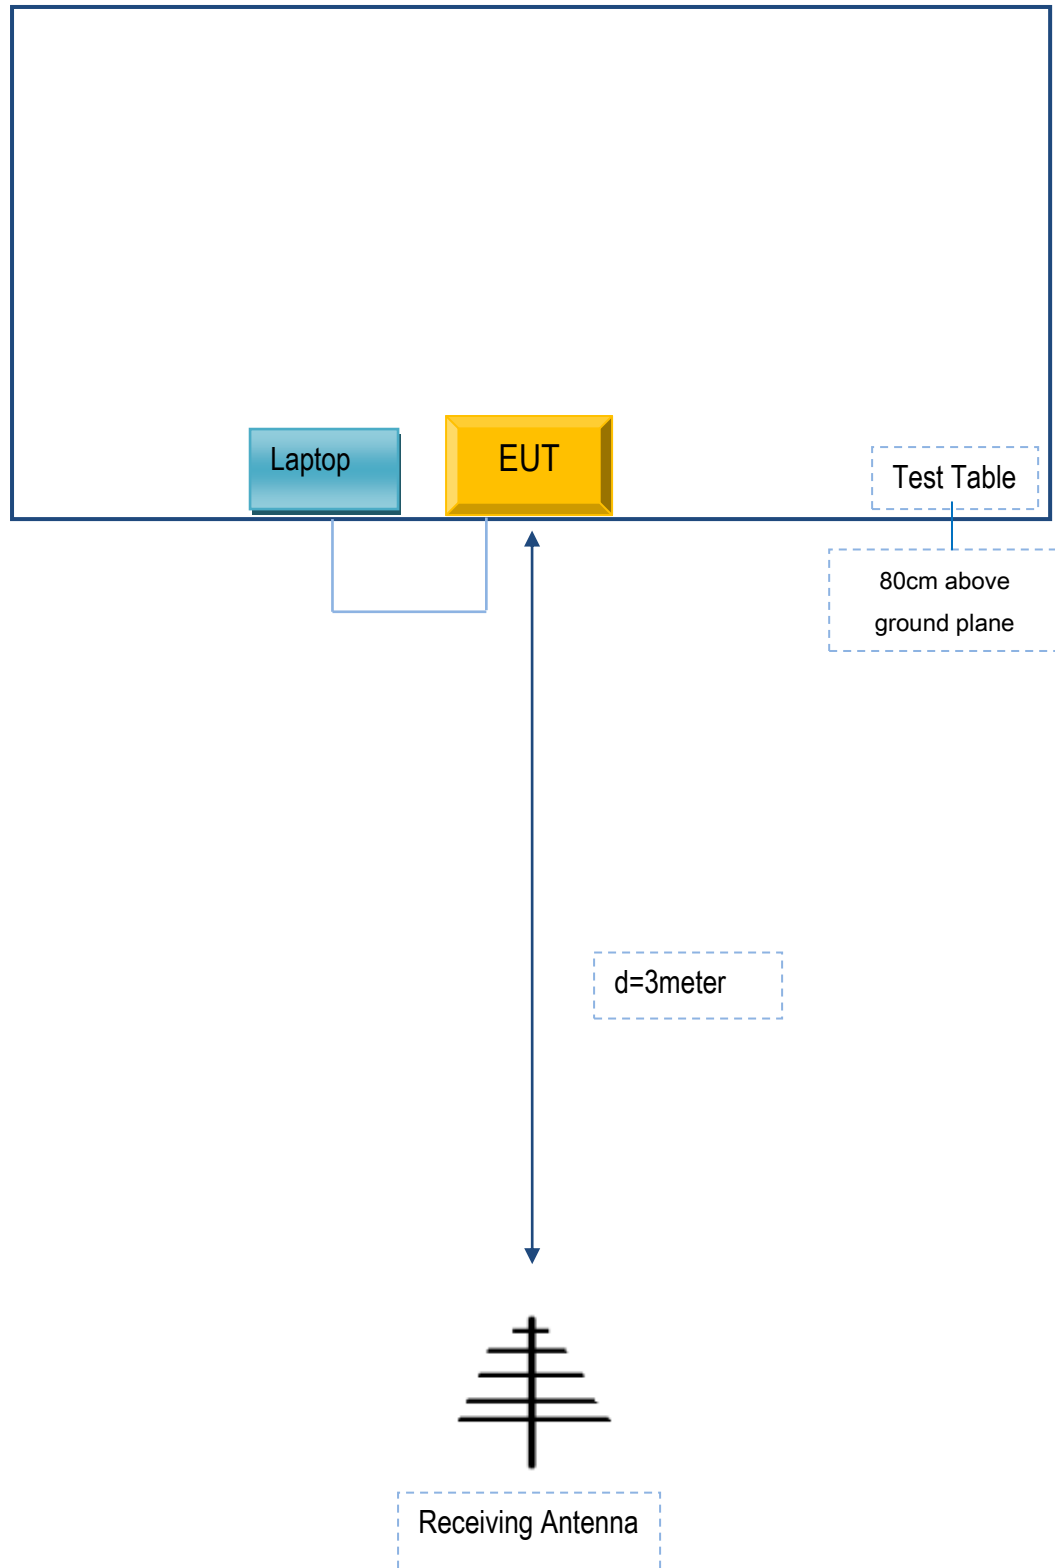 Laptop
EUT
Test Table
80cm above
ground plane
d=3meter
Receiving Antenna